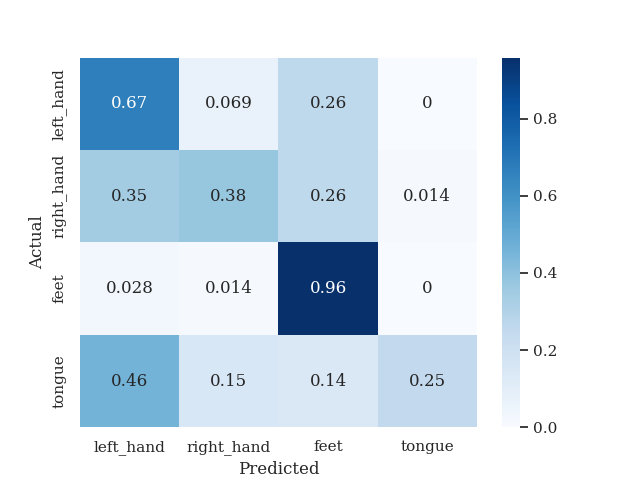 left_hand 0.67 0.069 0.26 0
right_hand 0.35 0.38 0.26 0.014
feet 0.028 0.014 0.96 0
tongue 0.46 0.15 0.14 0.25
left_hand right_hand feet tongue
Predicted
Actual
0.8
0.6
0.4
0.2
0.0